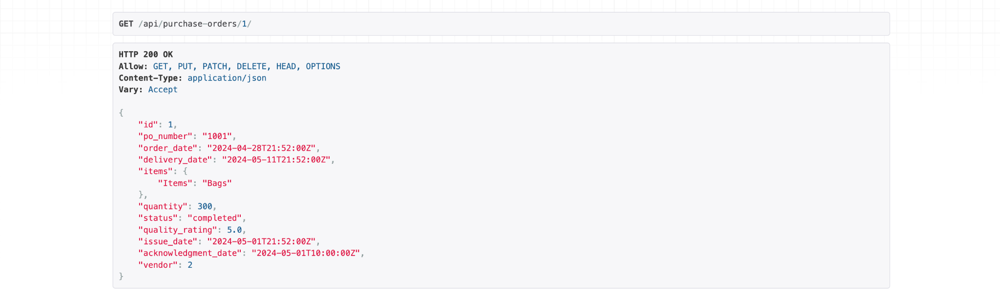 GET /api/purchase-orders/1/
HTTP 200 OK
Allow: GET, PUT, PATCH, DELETE, HEAD, OPTIONS
Content-Type: application/json
Vary: Accept
{
    "id": 1,
    "po_number": "1001",
    "order_date": "2024-04-28T21:52:00Z",
    "delivery_date": "2024-05-11T21:52:00Z",
    "items": {
        "Items": "Bags"
    },
    "quantity": 300,
    "status": "completed",
    "quality_rating": 5.0,
    "issue_date": "2024-05-01T21:52:00Z",
    "acknowledgment_date": "2024-05-01T10:00:00Z",
    "vendor": 2
}